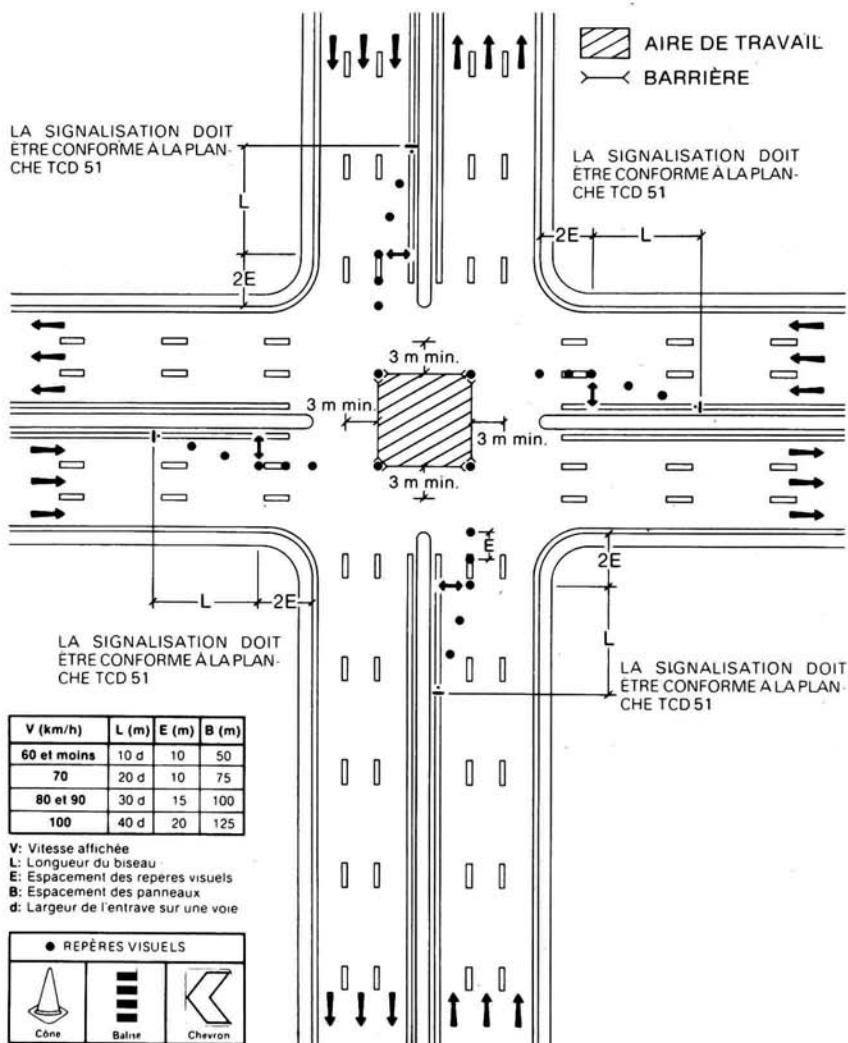 AIRE DE TRAVAIL
BARRIÈRE
LA SIGNALISATION DOIT
ÊTRE CONFORME À LA PLAN-
CHE TCD 51
LA SIGNALISATION DOIT
ÊTRE CONFORME À LA PLAN-
CHE TCD 51
L
2E
2E
L
3 m min.
3 m min.
3 m min.
3 m min.
E
2E
L
L
2E
LA SIGNALISATION DOIT
ÊTRE CONFORME À LA PLAN-
CHE TCD 51
LA SIGNALISATION DOIT
ÊTRE CONFORME A LA PLAN-
CHE TCD 51
V (km/h) L (m) E (m) B (m)
60 et moins 10 d 10 50
70 20 d 10 75
80 et 90 30 d 15 100
100 40 d 20 125
V: Vitesse affichée
L: Longueur du biseau
E: Espacement des repères visuels
B: Espacement des panneaux
d: Largeur de l'entrave sur une voie
REPÈRES VISUELS
Cône Balise Chevron